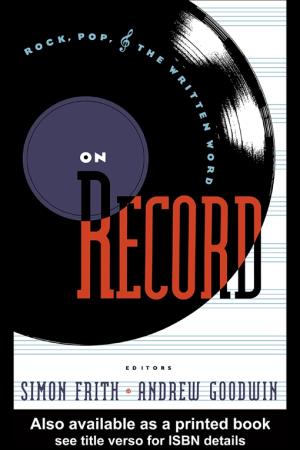 ROCK, POP, & THE WRITTEN WORD
ON
RECORD
EDITORS
SIMON FRITH • ANDREW GOODWIN
Also available as a printed book
see title verso for ISBN details